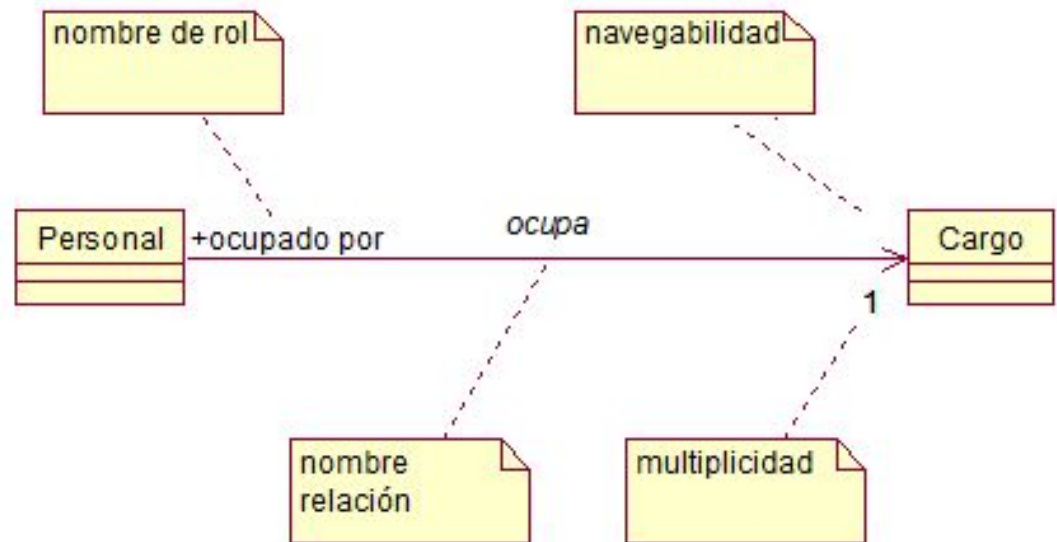 nombre de rol
navegabilidad
Personal
+ocupado por
ocupa
Cargo
1
nombre
relación
multiplicidad